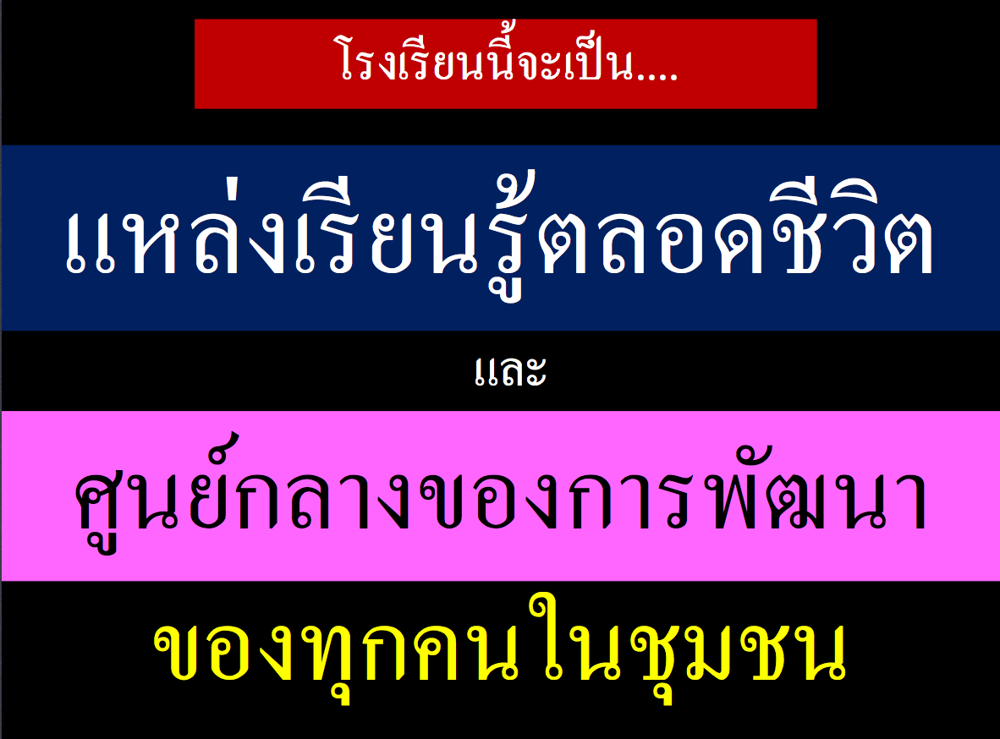 โรงเรียนนี้จะเป็น....
แหล่งเรียนรู้ตลอดชีวิต
และ
ศูนย์กลางของการพัฒนา
ของทุกคนในชุมชน